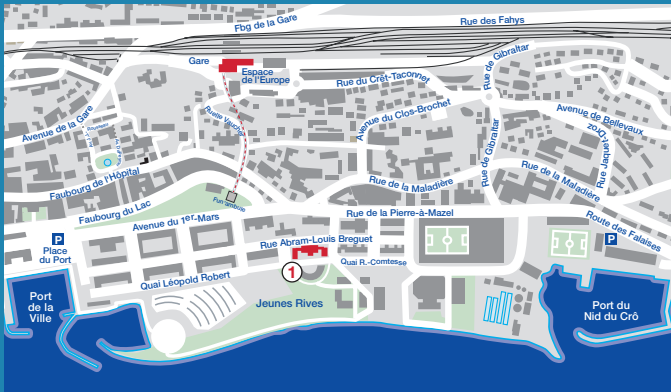 Fbg de la Gare
Rue des Fahys
Gare
Espace
de l'Europe
Rue du Crêt-Taconnet
Rue de Gibraltar
Avenue de la Gare
Ruelle Vaucher
Avenue du Clos-Brochet
Avenue de Bellevaux
Rue de Gibraltar
Rue Jaquet-Droz
Faubourg de l'Hôpital
Rue de la Maladière
Rue de la Maladière
Fun'ambule
Faubourg du Lac
Avenue du 1er-Mars
Rue de la Pierre-à-Mazel
Route des Falaises
P
Place
du Port
Rue Abram-Louis Breguet
P
Quai R.-Comtesse
Quai Léopold Robert
1
Port
de la
Ville
Jeunes Rives
Port du
Nid du Crô